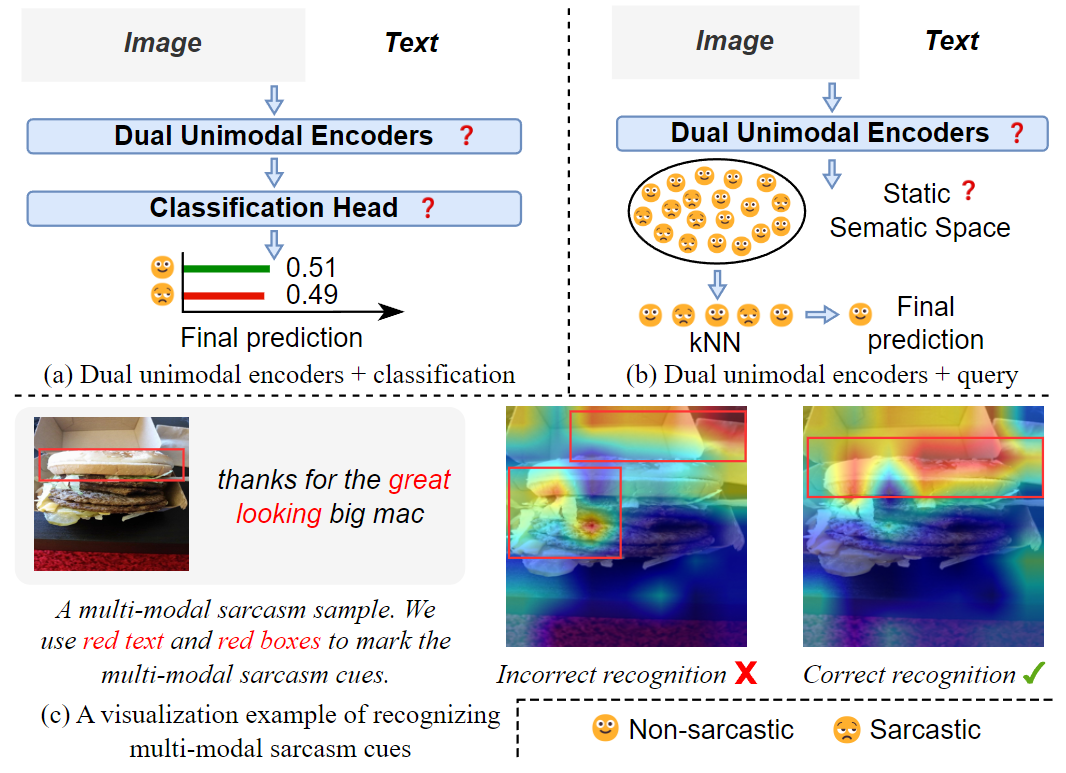 Image
Text
Dual Unimodal Encoders ?
Classification Head ?
0.51
0.49
Final prediction
(a) Dual unimodal encoders + classification
Image
Text
Dual Unimodal Encoders ?
Static ?
Sematic Space
kNN
Final
prediction
(b) Dual unimodal encoders + query
thanks for the great
looking big mac
A multi-modal sarcasm sample. We
use red text and red boxes to mark the
multi-modal sarcasm cues.
Incorrect recognition
Correct recognition
(c) A visualization example of recognizing
multi-modal sarcasm cues
Non-sarcastic
Sarcastic